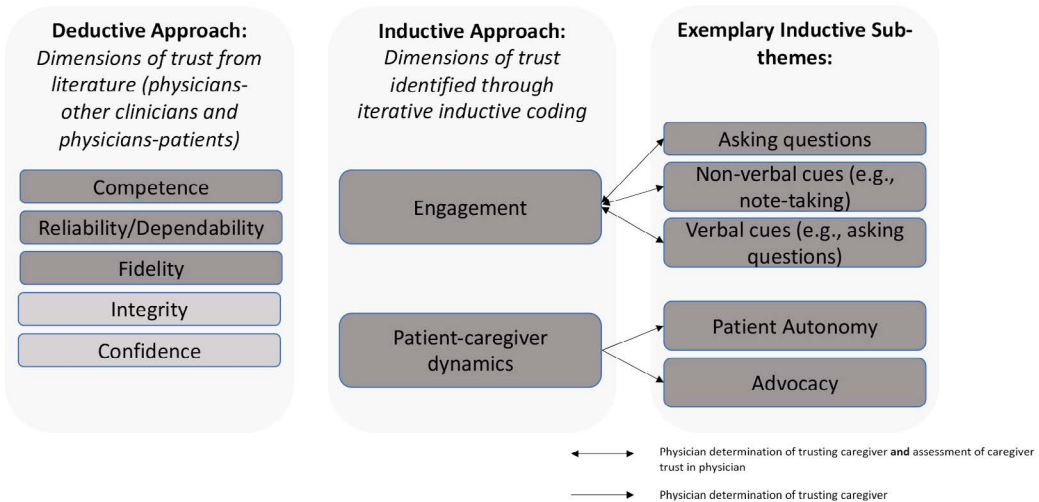 Deductive Approach:
Dimensions of trust from
literature (physicians-
other clinicians and
physicians-patients)
Competence
Reliability/Dependability
Fidelity
Integrity
Confidence
Inductive Approach:
Dimensions of trust
identified through
iterative inductive coding
Engagement
Patient-caregiver
dynamics
Exemplary Inductive Sub-
themes:
Asking questions
Non-verbal cues (e.g.,
note-taking)
Verbal cues (e.g., asking
questions)
Patient Autonomy
Advocacy
Physician determination of trusting caregiver and assessment of caregiver
trust in physician
Physician determination of trusting caregiver